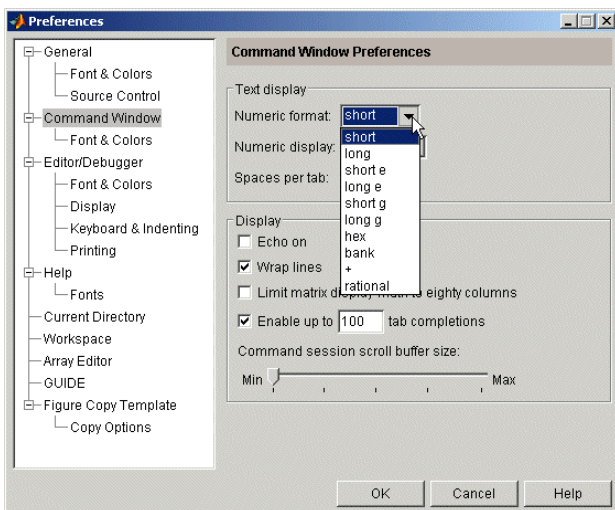 Preferences
General
Font & Colors
Source Control
Command Window
Font & Colors
Editor/Debugger
Font & Colors
Display
Keyboard & Indenting
Printing
Help
Fonts
Current Directory
Workspace
Array Editor
GUIDE
Figure Copy Template
Copy Options
Command Window Preferences
Text display
Numeric format: short
short
long
short e
long e
short g
long g
hex
bank
+
rational
Numeric display:
Spaces per tab:
Display
Echo on
Wrap lines
Limit matrix display width to eighty columns
Enable up to 100 tab completions
Command session scroll buffer size:
Min Max
OK Cancel Help